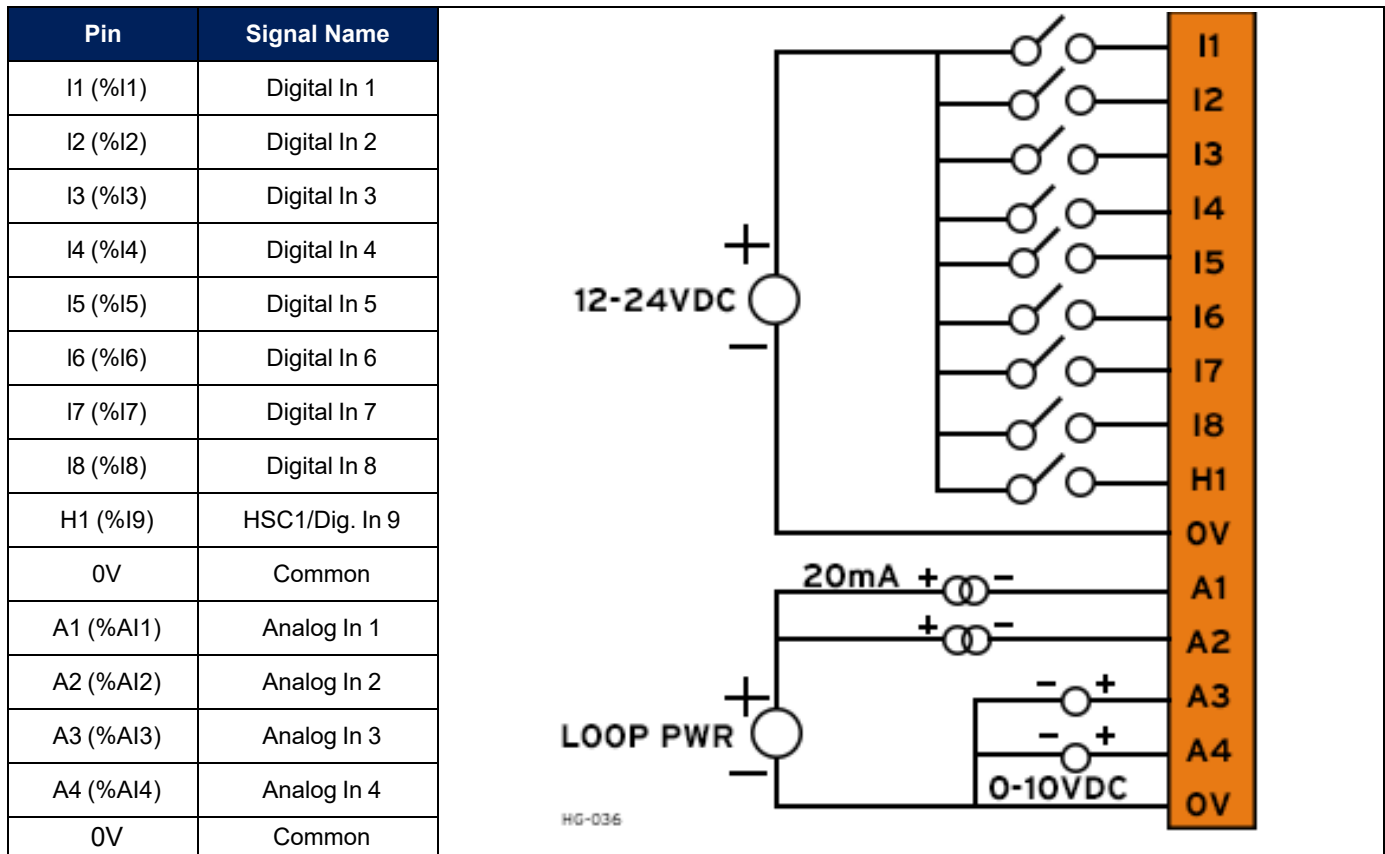 Pin Signal Name
I1 (%I1) Digital In 1
I2 (%I2) Digital In 2
I3 (%I3) Digital In 3
I4 (%I4) Digital In 4
I5 (%I5) Digital In 5
I6 (%I6) Digital In 6
I7 (%I7) Digital In 7
I8 (%I8) Digital In 8
H1 (%I9) HSC1/Dig. In 9
0V Common
A1 (%AI1) Analog In 1
A2 (%AI2) Analog In 2
A3 (%AI3) Analog In 3
A4 (%AI4) Analog In 4
0V Common
I1
I2
I3
I4
I5
I6
I7
I8
H1
0V
A1
A2
A3
A4
0V
+
12-24VDC
−
20mA + −
+ −
+
LOOP PWR
−
− +
− +
0-10VDC
HG-036